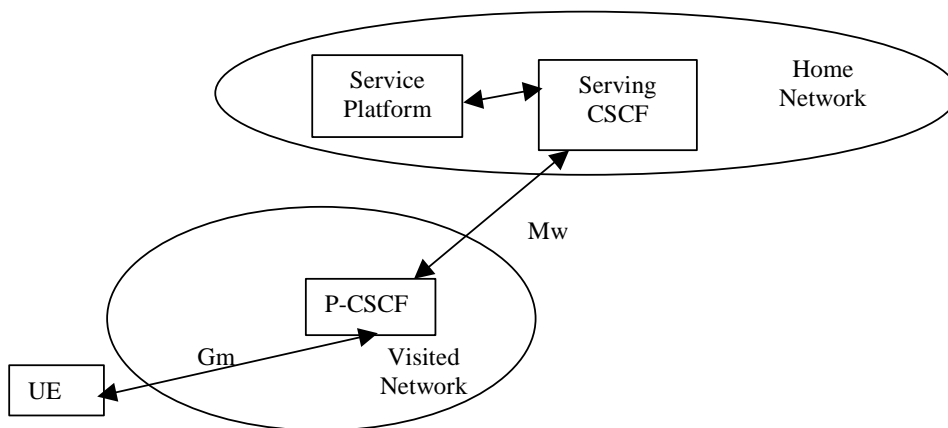 Service
Platform
Serving
CSCF
Home
Network
Mw
P-CSCF
Gm
Visited
Network
UE